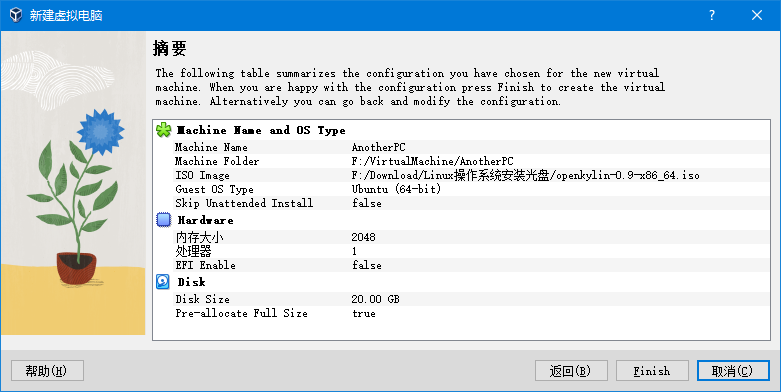 新建虚拟电脑
?
摘要
The following table summarizes the configuration you have chosen for the new virtual
machine. When you are happy with the configuration press Finish to create the virtual
machine. Alternatively you can go back and modify the configuration.
Machine Name and OS Type
Machine Name AnotherPC
Machine Folder F:/VirtualMachine/AnotherPC
ISO Image F:/Download/Linux操作系统安装光盘/openkylin-0.9-x86_64.iso
Guest OS Type Ubuntu (64-bit)
Skip Unattended Install false
Hardware
内存大小 2048
处理器 1
EFI Enable false
Disk
Disk Size 20.00 GB
Pre-allocate Full Size true
帮助(H) 返回(B) Finish 取消(C)